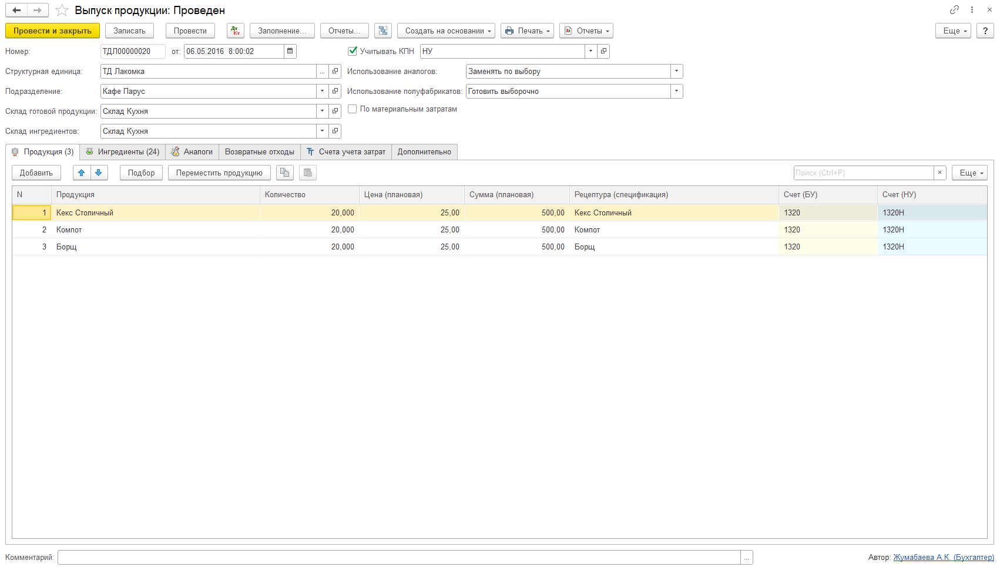 Выпуск продукции: Проведен
Провести и закрыть Записать Провести Дт Кт Заполнение... Отчеты... Создать на основании Печать Отчеты Еще ?
Номер: ТДЛ00000020 от: 06.05.2016 8:00:02 Учитывать КПН НУ
Структурная единица: ТД Лакомка ... Использование аналогов: Заменять по выбору
Подразделение: Кафе Парус Использование полуфабрикатов: Готовить выборочно
Склад готовой продукции: Склад Кухня По материальным затратам
Склад ингредиентов: Склад Кухня
Продукция (3) Ингредиенты (24) Аналоги Возвратные отходы Счета учета затрат Дополнительно
Добавить Подбор Переместить продукцию Поиск (Ctrl+F) × Еще
N Продукция Количество Цена (плановая) Сумма (плановая) Рецептура (спецификация) Счет (БУ) Счет (НУ)
1 Кекс Столичный 20,000 25,00 500,00 Кекс Столичный 1320 1320Н
2 Компот 20,000 25,00 500,00 Компот 1320 1320Н
3 Борщ 20,000 25,00 500,00 Борщ 1320 1320Н
Комментарий: ... Автор: Жумабаева А.К. (Бухгалтер)